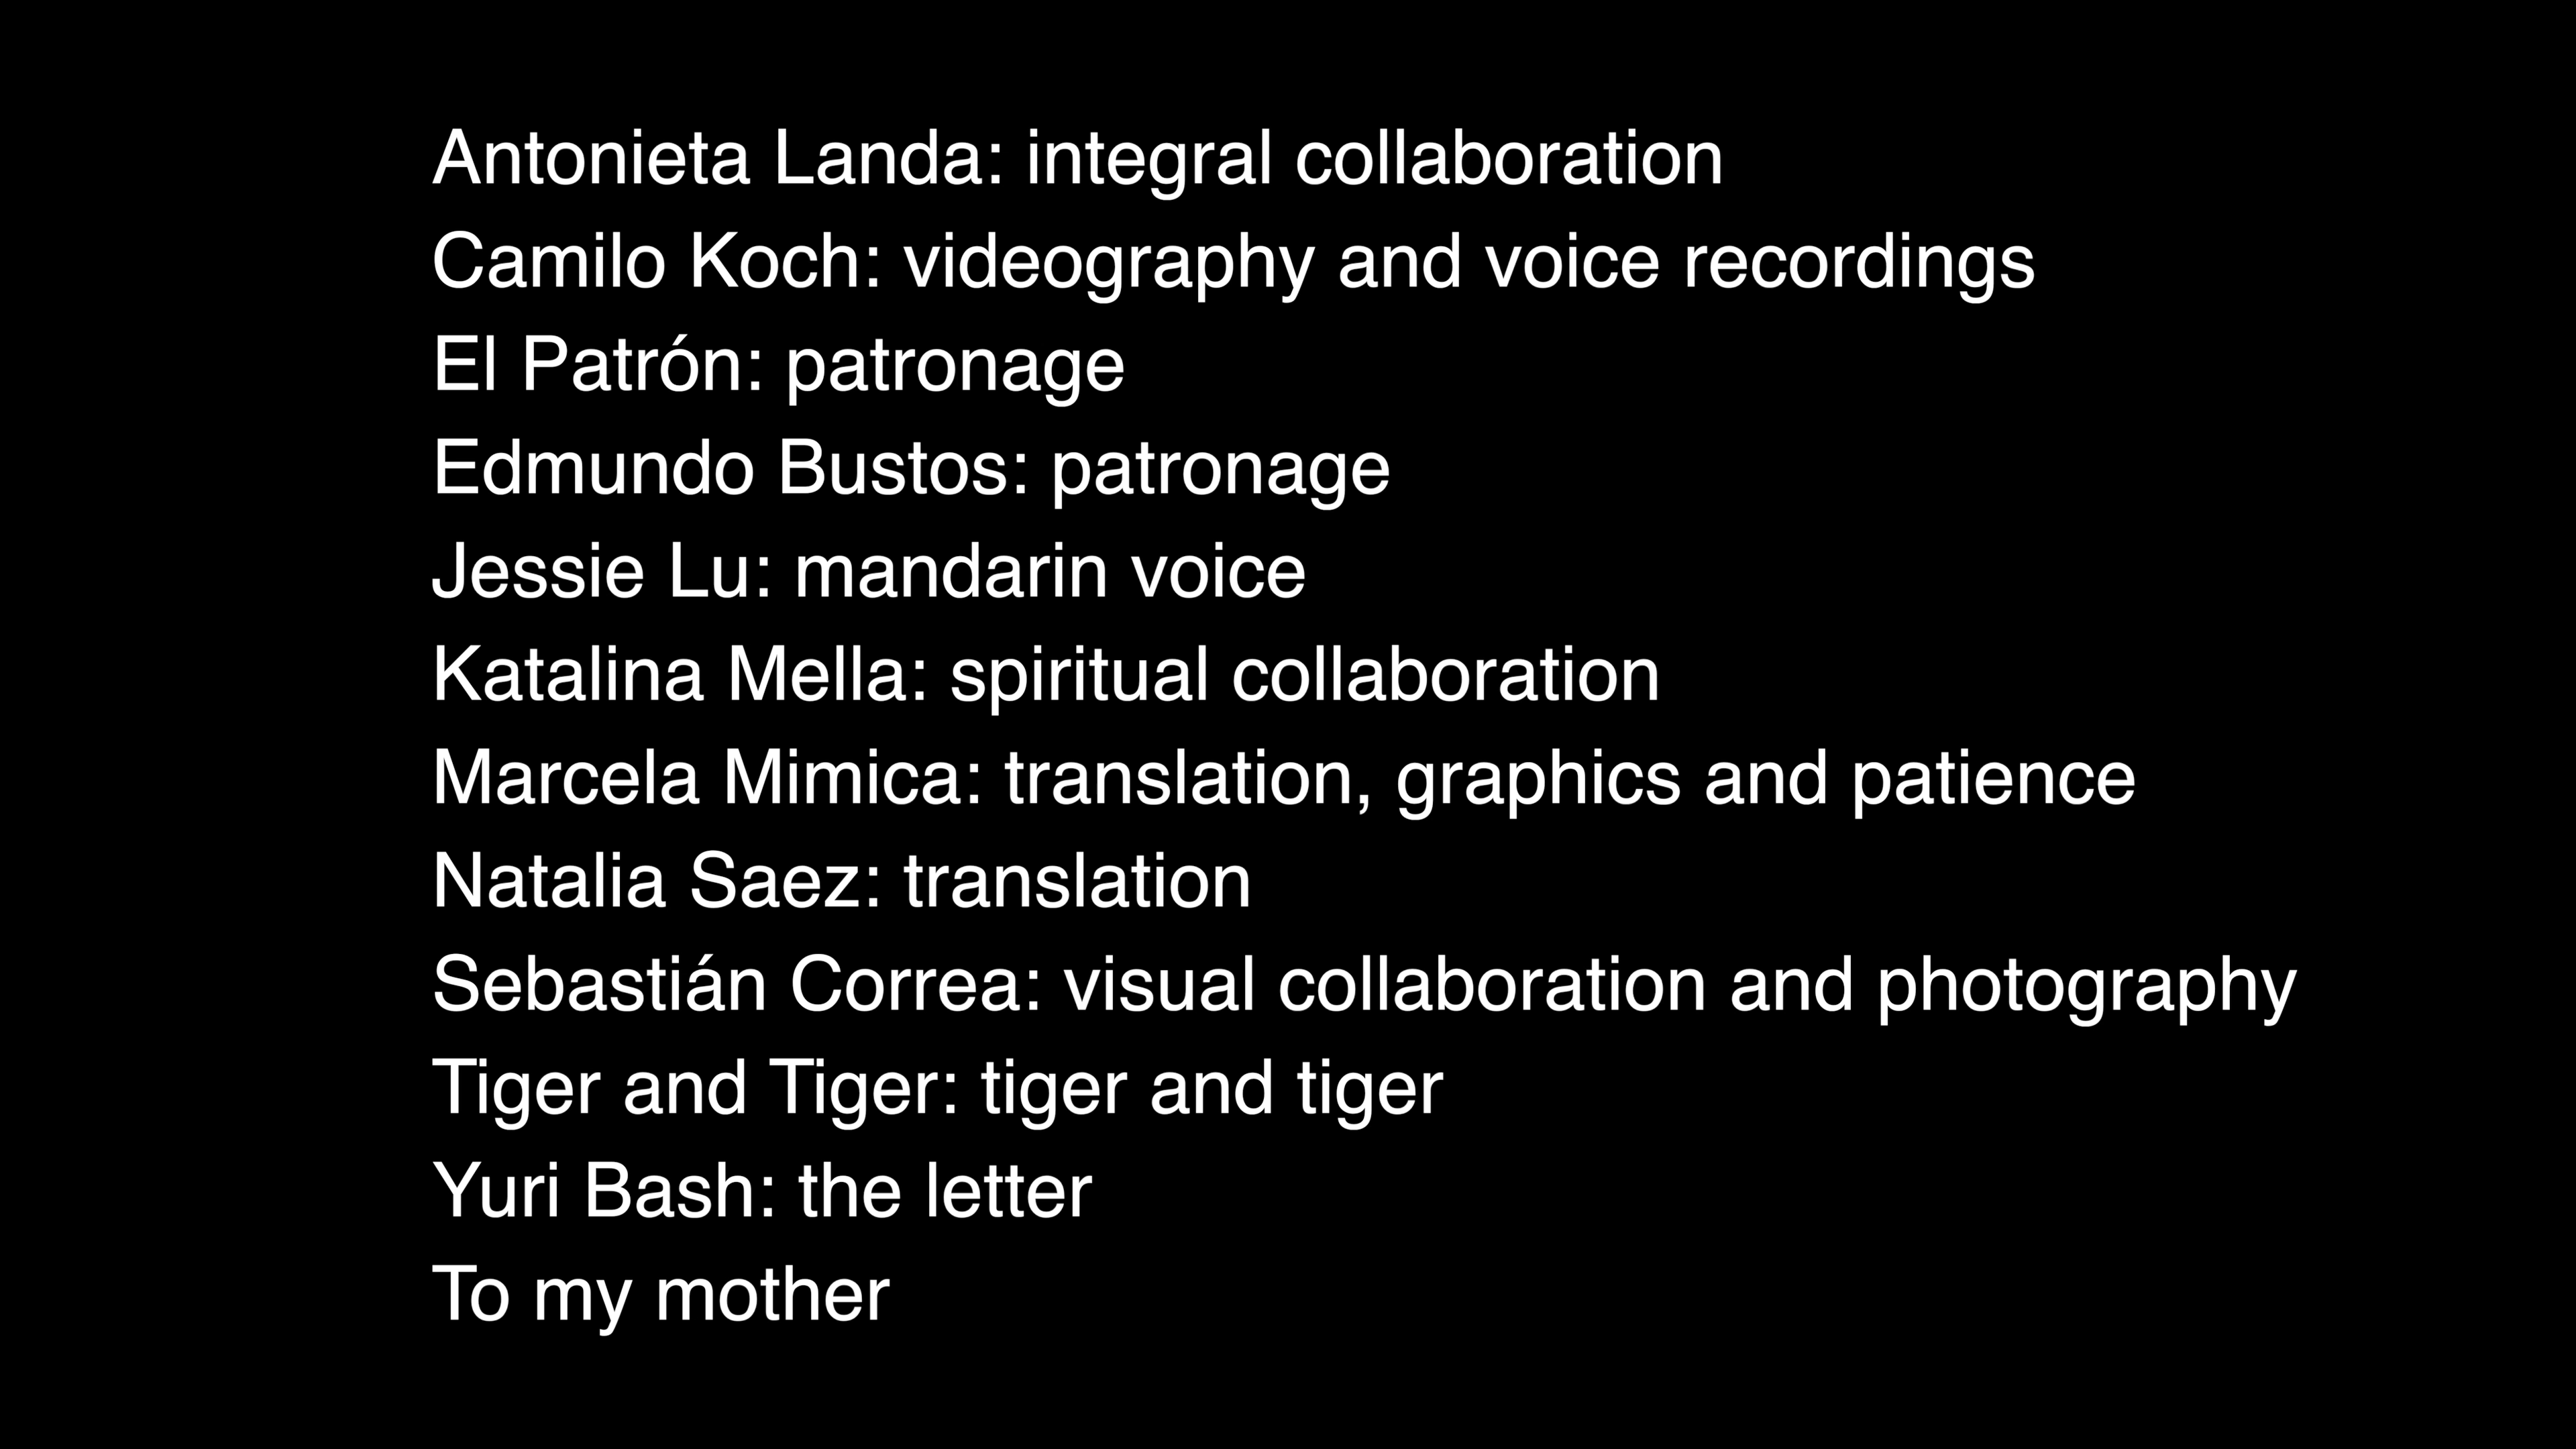 Antonieta Landa: integral collaboration
Camilo Koch: videography and voice recordings
El Patrón: patronage
Edmundo Bustos: patronage
Jessie Lu: mandarin voice
Katalina Mella: spiritual collaboration
Marcela Mimica: translation, graphics and patience
Natalia Saez: translation
Sebastián Correa: visual collaboration and photography
Tiger and Tiger: tiger and tiger
Yuri Bash: the letter
To my mother